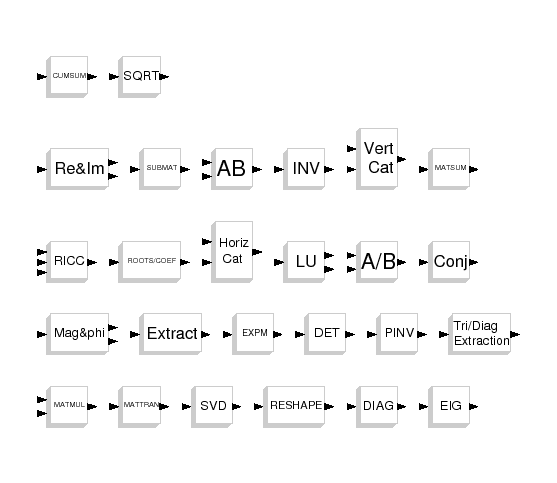 CUMSUM SQRT
Re&Im SUBMAT AB INV Vert
Cat MATSUM
RICC ROOTS/COEF Horiz
Cat LU A/B Conj
Mag&phi Extract EXPM DET PINV Tri/Diag
Extraction
MATMUL MATTRAN SVD RESHAPE DIAG EIG